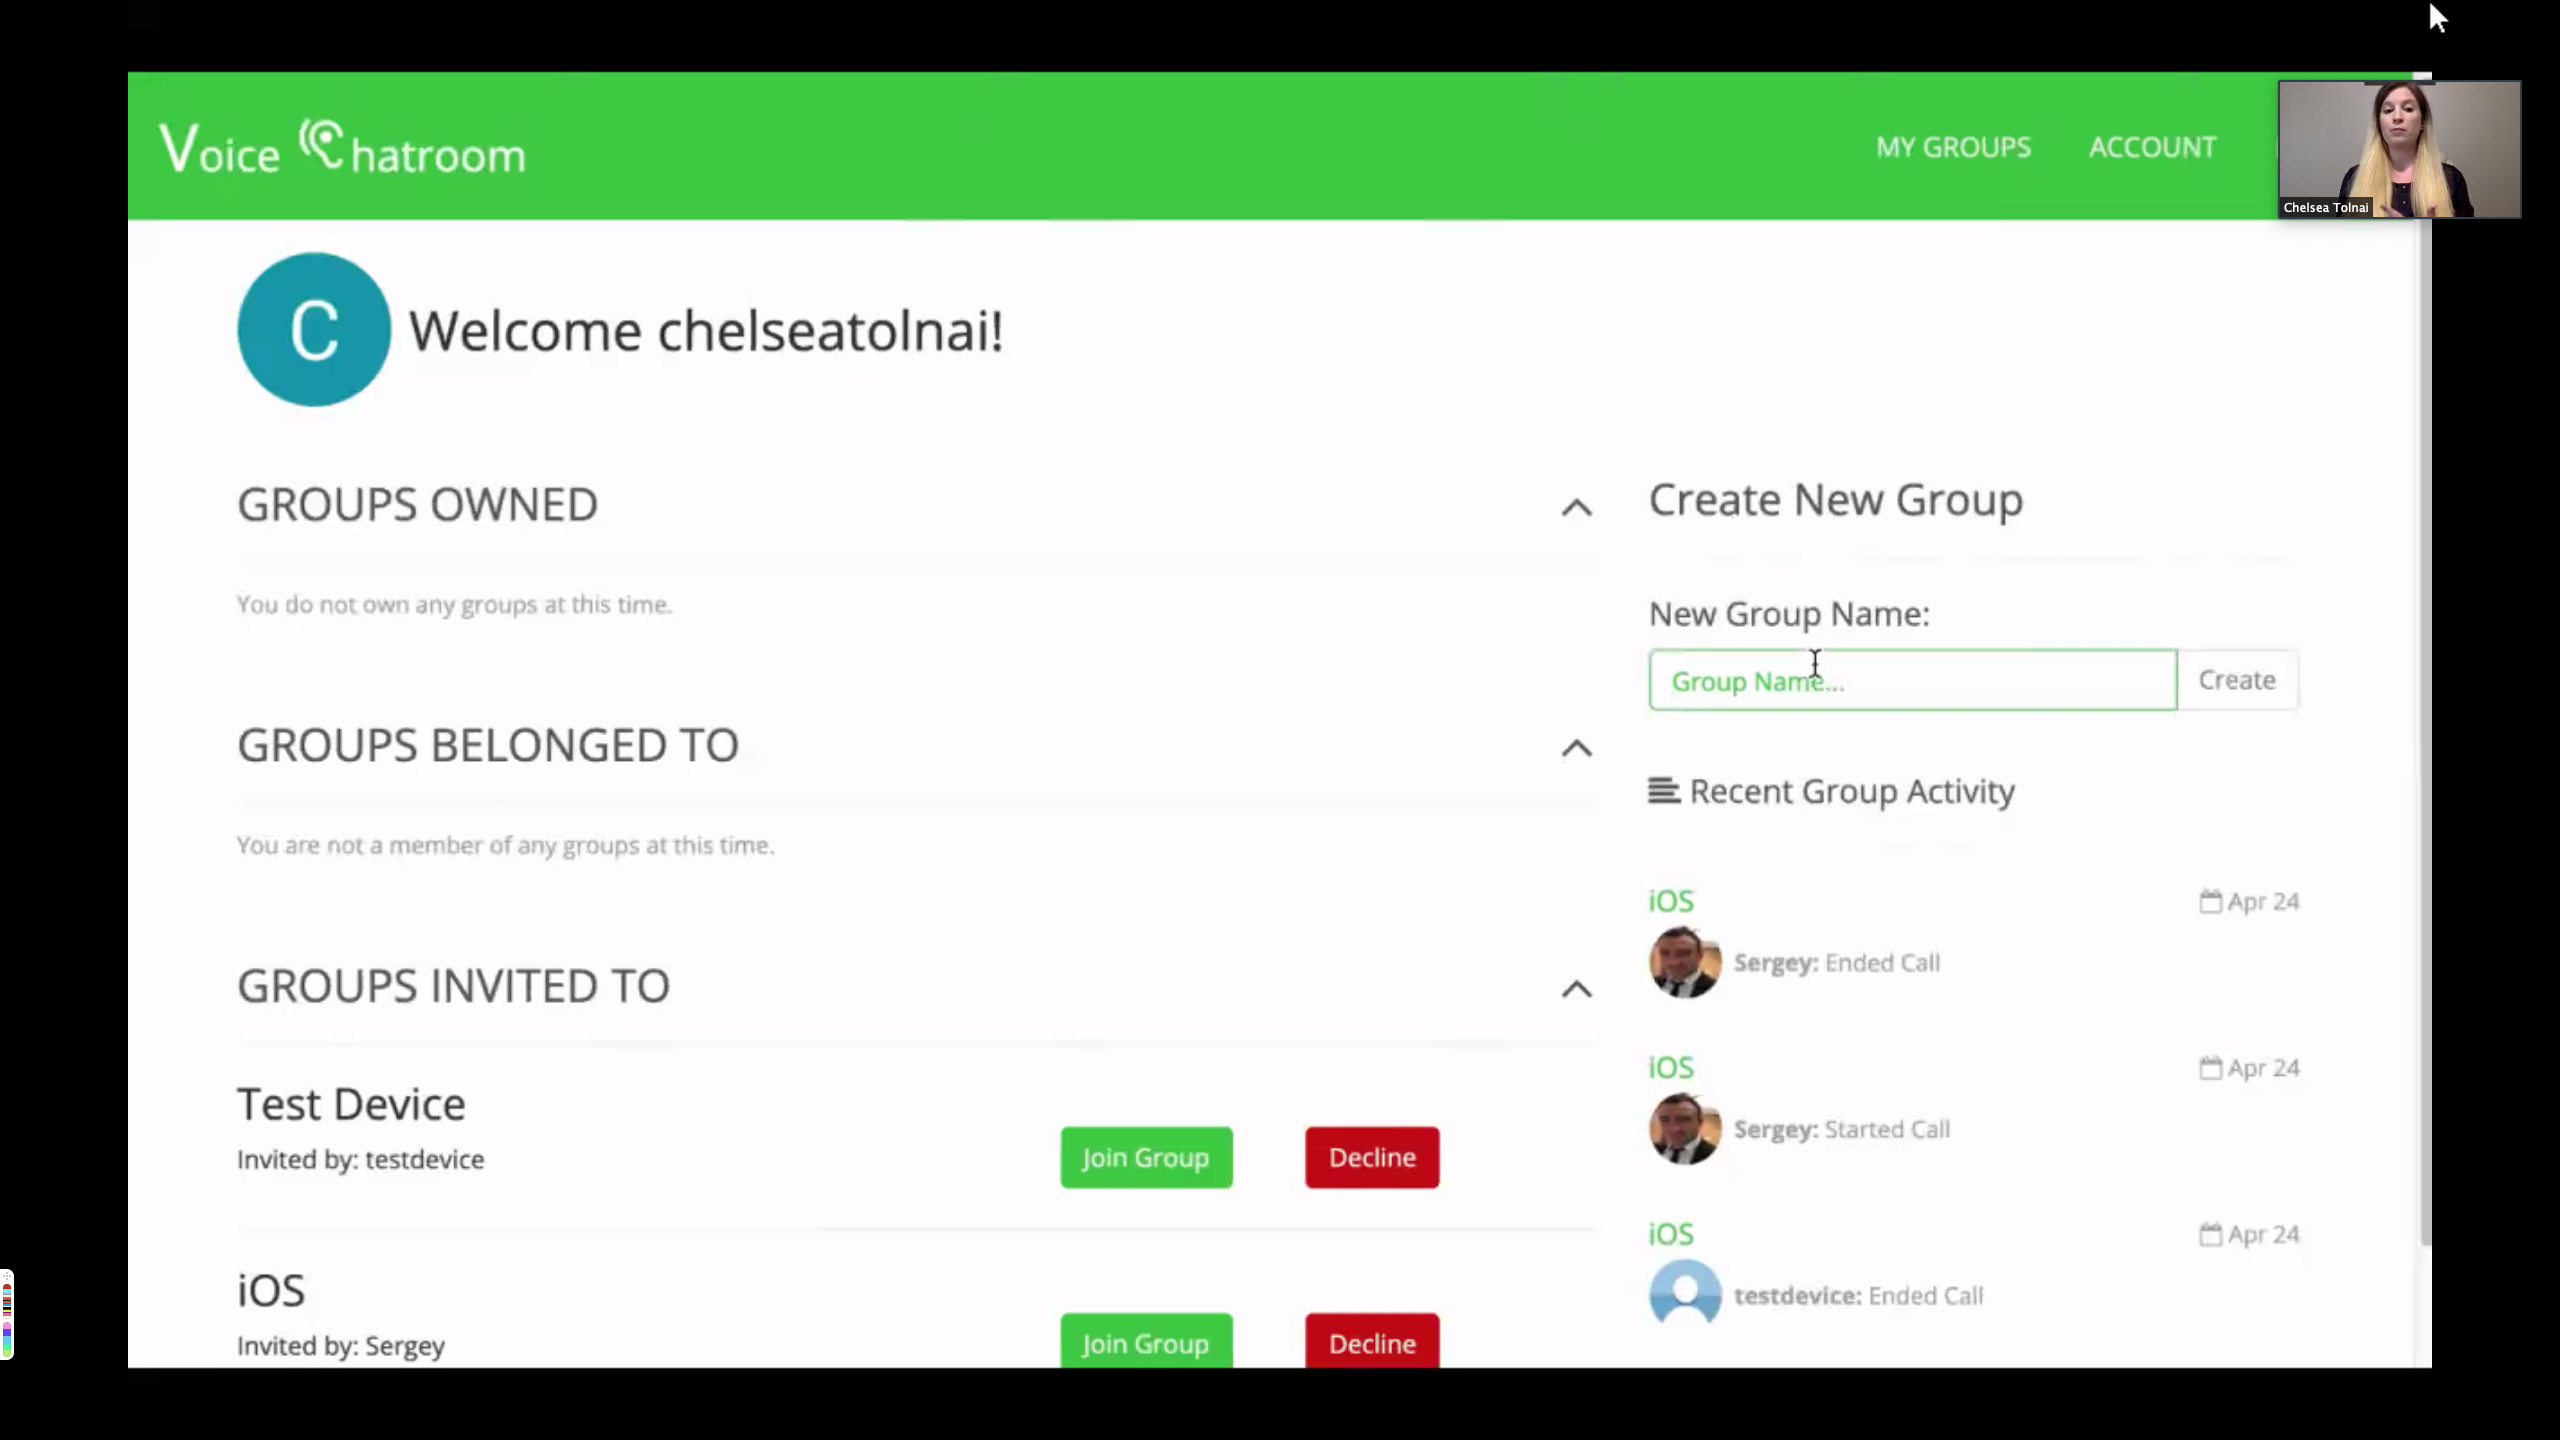 Voice Chatroom
MY GROUPS
ACCOUNT
Chelsea Tolnai
C
Welcome chelseatolnai!
GROUPS OWNED
You do not own any groups at this time.
GROUPS BELONGED TO
You are not a member of any groups at this time.
GROUPS INVITED TO
Test Device
Invited by: testdevice
Join Group
Decline
iOS
Invited by: Sergey
Join Group
Decline
Create New Group
New Group Name:
Group Name...
Create
Recent Group Activity
iOS
Apr 24
Sergey: Ended Call
iOS
Apr 24
Sergey: Started Call
iOS
Apr 24
testdevice: Ended Call